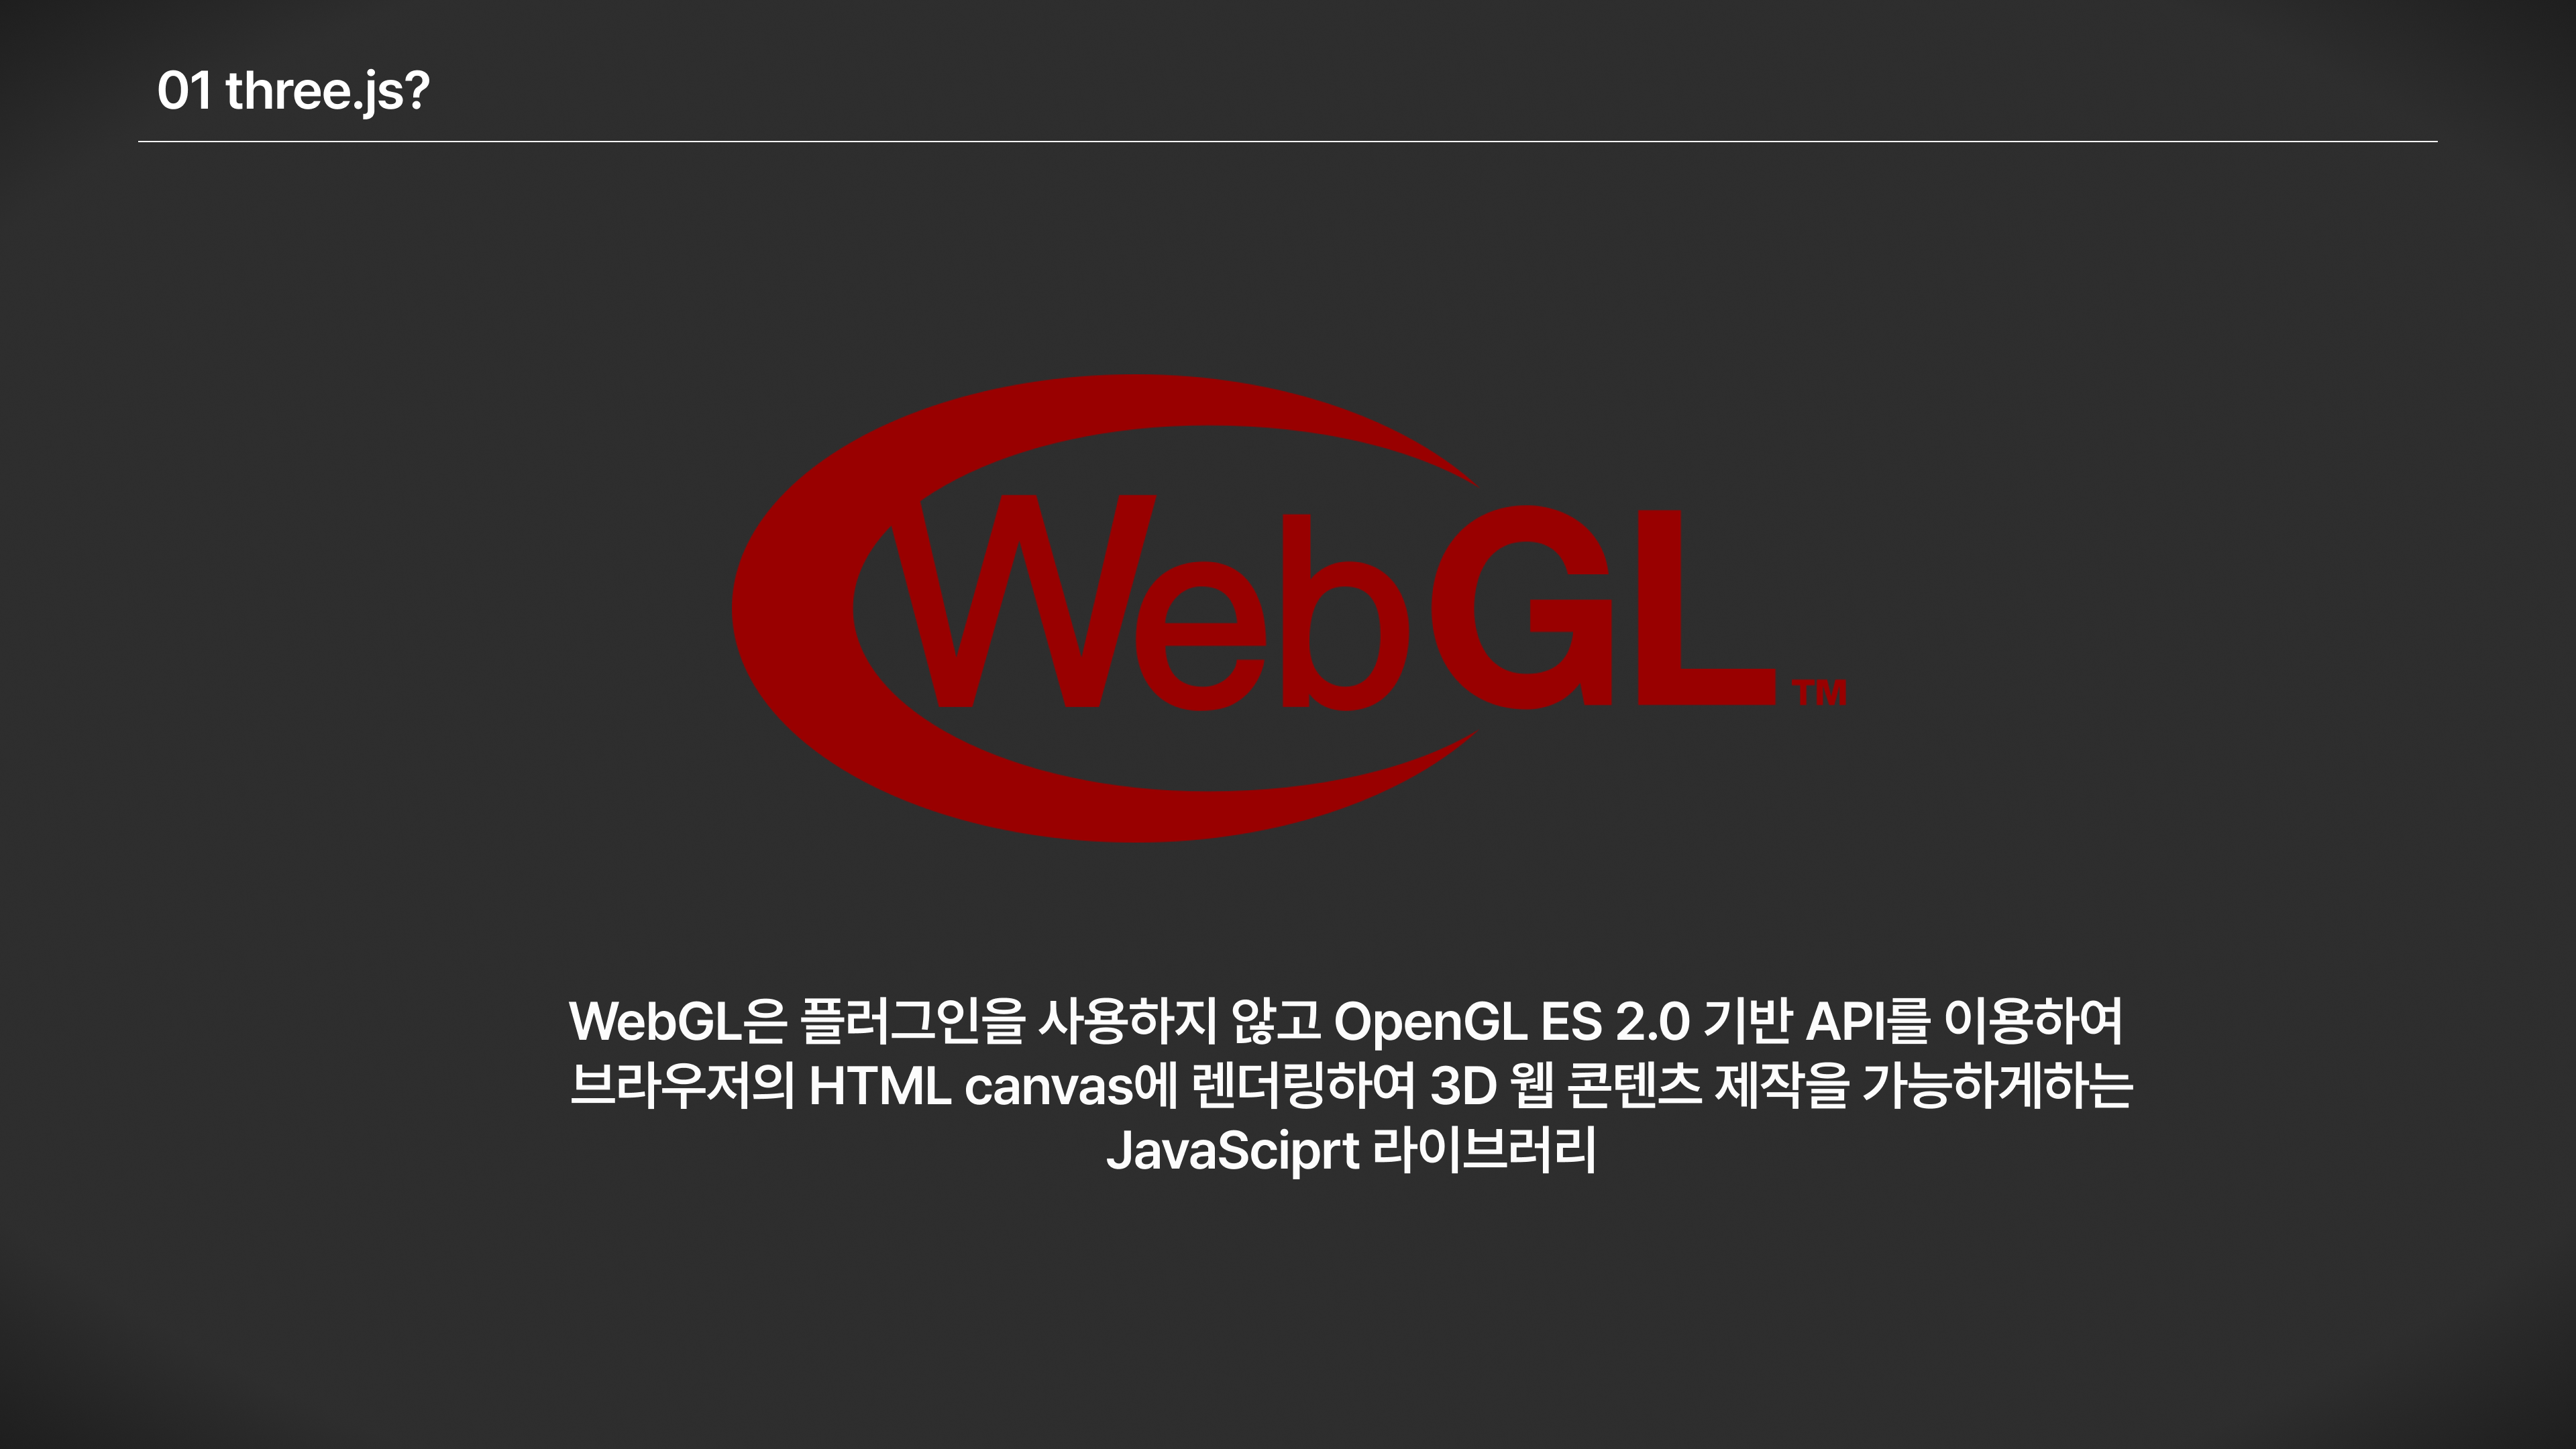 01 three.js?
WebGL™
WebGL은 플러그인을 사용하지 않고 OpenGL ES 2.0 기반 API를 이용하여
브라우저의 HTML canvas에 렌더링하여 3D 웹 콘텐츠 제작을 가능하게하는
JavaSciprt 라이브러리